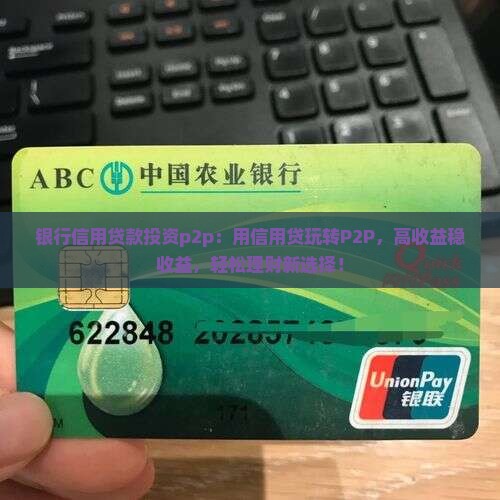 ABC 中国农业银行
银行信用贷款投资p2p：用信用贷玩转P2P，高收益稳
收益，轻松理财新选择！
622848
UnionPay
银联
171